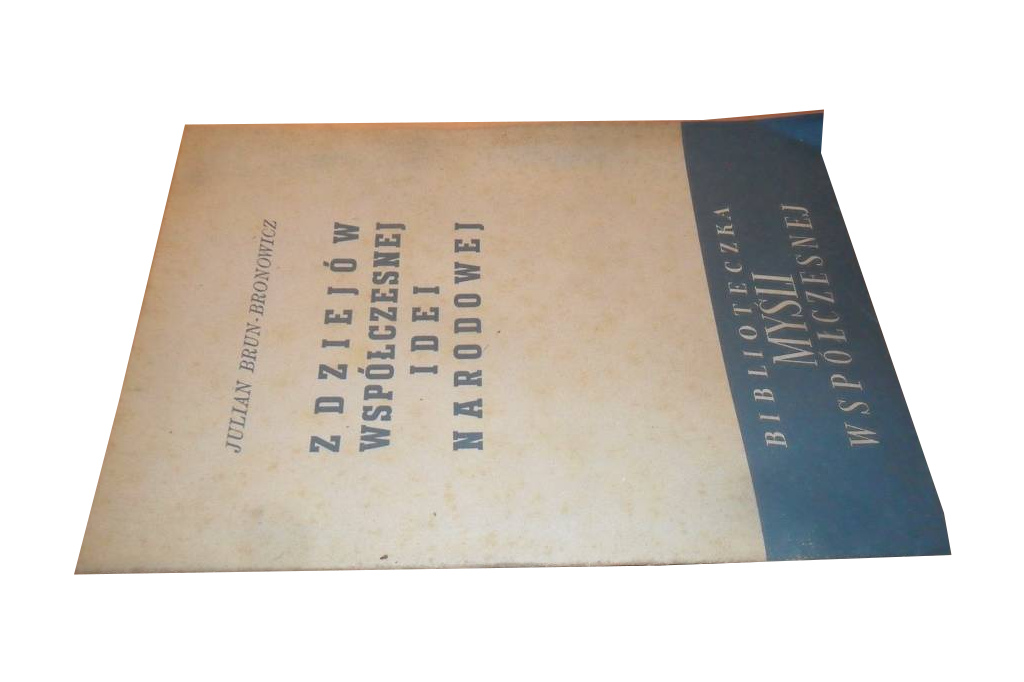 JULIAN BRUN-BRONOWICZ
Z DZIEJÓW
WSPÓŁCZESNEJ
IDEI
NARODOWEJ
BIBLIOTECZKA
MYŚLI
WSPÓŁCZESNEJ